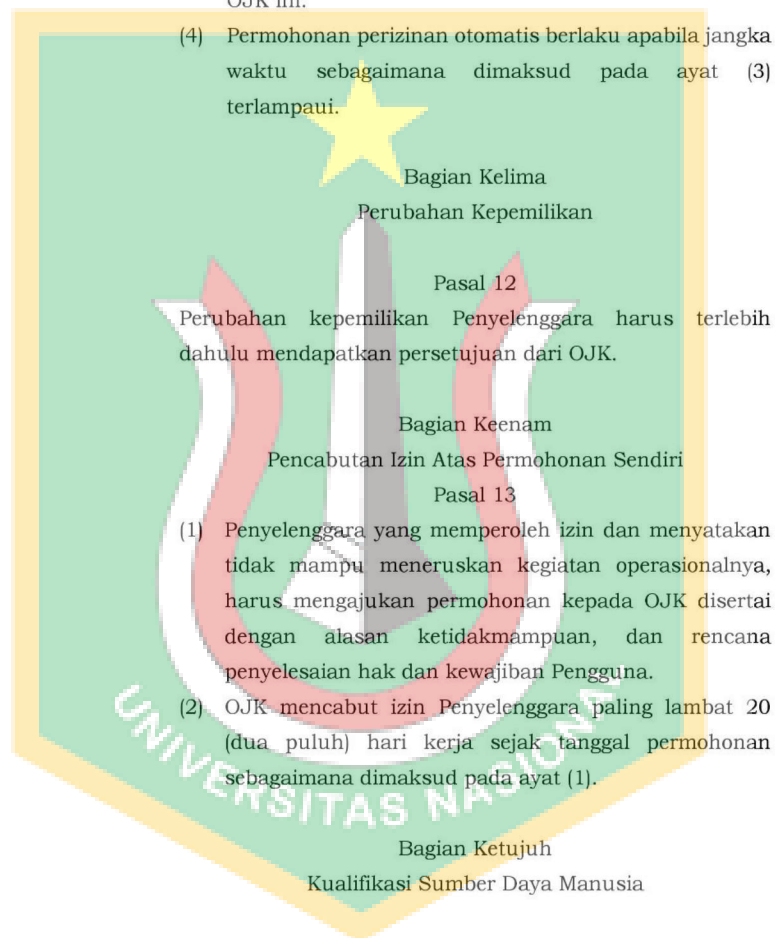 OJK ini.
(4) Permohonan perizinan otomatis berlaku apabila jangka
waktu sebagaimana dimaksud pada ayat (3)
terlampaui.
Bagian Kelima
Perubahan Kepemilikan
Pasal 12
Perubahan kepemilikan Penyelenggara harus terlebih
dahulu mendapatkan persetujuan dari OJK.
Bagian Keenam
Pencabutan Izin Atas Permohonan Sendiri
Pasal 13
(1) Penyelenggara yang memperoleh izin dan menyatakan
tidak mampu meneruskan kegiatan operasionalnya,
harus mengajukan permohonan kepada OJK disertai
dengan alasan ketidakmampuan, dan rencana
penyelesaian hak dan kewajiban Pengguna.
(2) OJK mencabut izin Penyelenggara paling lambat 20
(dua puluh) hari kerja sejak tanggal permohonan
sebagaimana dimaksud pada ayat (1).
UNIVERSITAS NASIONAL
Bagian Ketujuh
Kualifikasi Sumber Daya Manusia